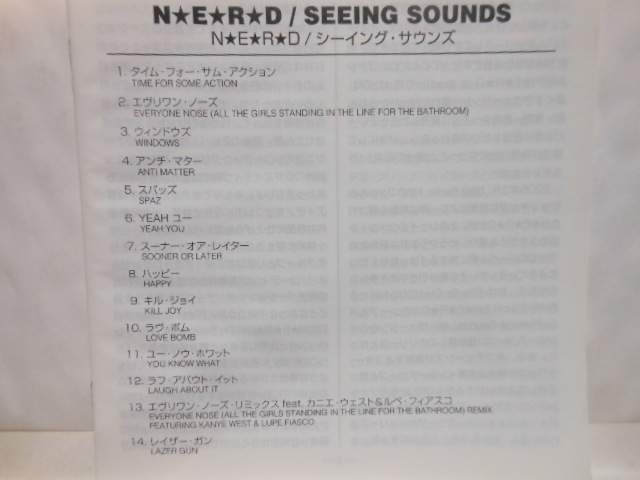 N★E★R★D / SEEING SOUNDS
N★E★R★D / シーイング・サウンズ
1. タイム・フォー・サム・アクション
TIME FOR SOME ACTION
2. エヴリワン・ノーズ
EVERYONE NOSE (ALL THE GIRLS STANDING IN THE LINE FOR THE BATHROOM)
3. ウィンドウズ
WINDOWS
4. アンチ・マター
ANTI MATTER
5. スパッズ
SPAZ
6. YEAH ユー
YEAH YOU
7. スーナー・オア・レイター
SOONER OR LATER
8. ハッピー
HAPPY
9. キル・ジョイ
KILL JOY
10. ラヴ・ボム
LOVE BOMB
11. ユー・ノウ・ホワット
YOU KNOW WHAT
12. ラフ・アバウト・イット
LAUGH ABOUT IT
13. エヴリワン・ノーズ・リミックス feat. カニエ・ウェスト&ルペ・フィアスコ
EVERYONE NOSE (ALL THE GIRLS STANDING IN THE LINE FOR THE BATHROOM) REMIX
FEATURING KANYE WEST & LUPE FIASCO
14. レイザー・ガン
LAZER GUN